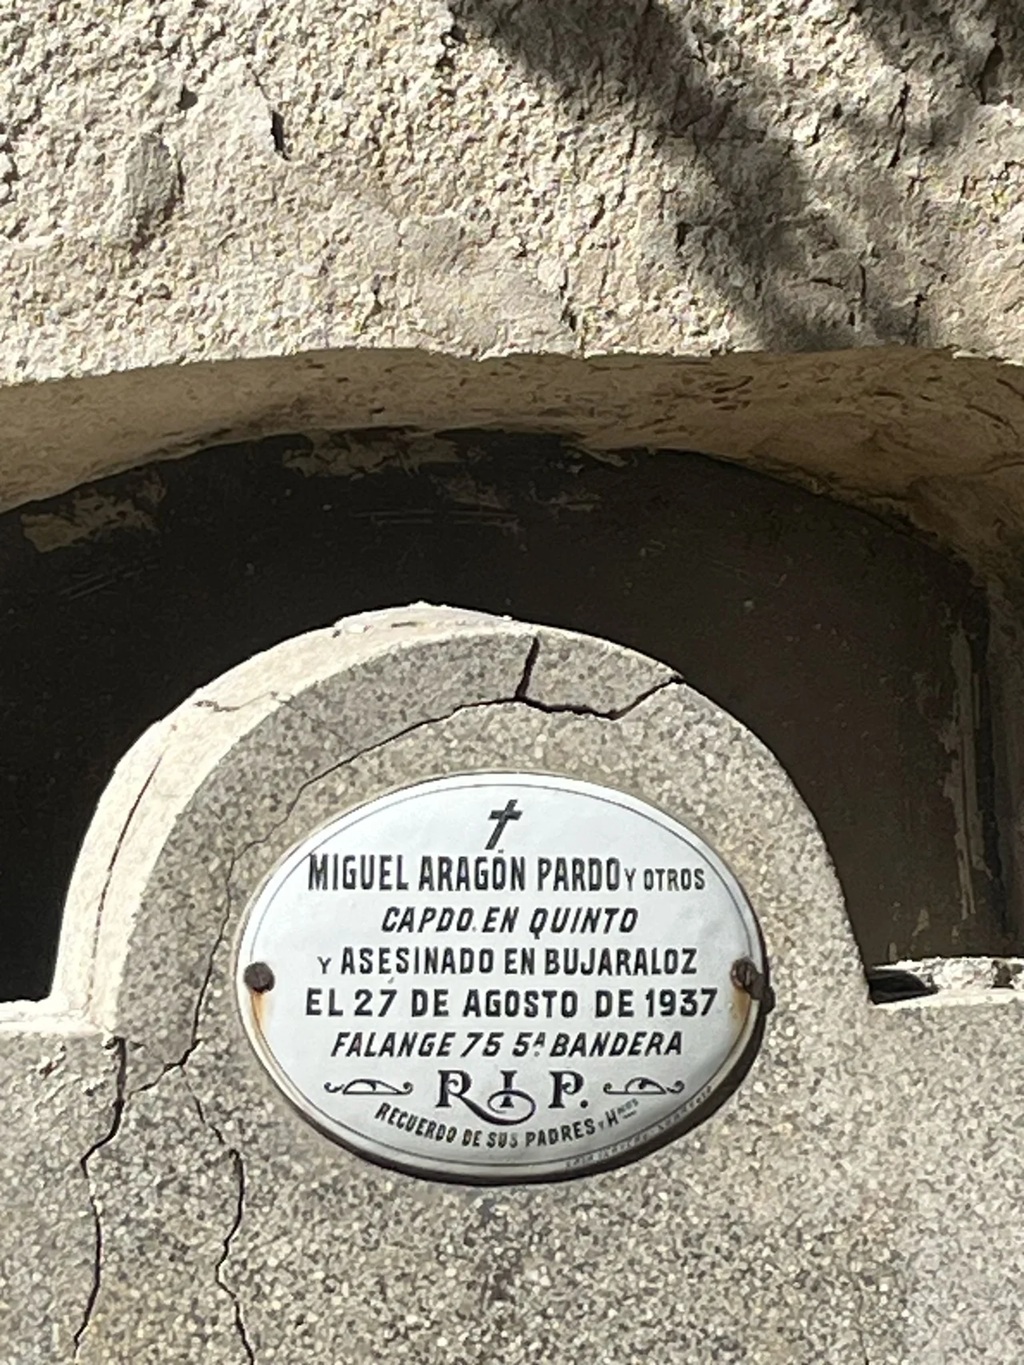 MIGUEL ARAGÓN PARDO Y OTROS
CAPDO. EN QUINTO
Y ASESINADO EN BUJARALOZ
EL 27 DE AGOSTO DE 1937
FALANGE 75 5ª BANDERA
R.I.P.
RECUERDO DE SUS PADRES Y